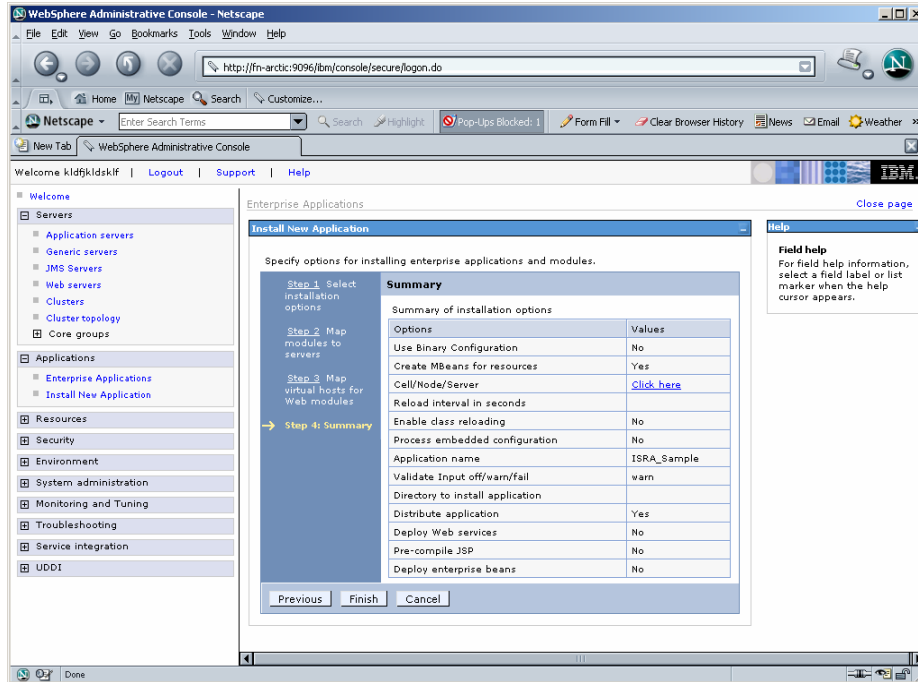 WebSphere Administrative Console - Netscape
File Edit View Go Bookmarks Tools Window Help
http://fn-arctic:9096/ibm/console/secure/logon.do
Home My Netscape Search Customize...
Netscape Enter Search Terms Search Highlight Pop-Ups Blocked: 1 Form Fill Clear Browser History News Email Weather »
New Tab WebSphere Administrative Console
Welcome kldfjkldsklf | Logout | Support | Help IBM.
Welcome
Servers
Application servers
Generic servers
JMS Servers
Web servers
Clusters
Cluster topology
Core groups
Applications
Enterprise Applications
Install New Application
Resources
Security
Environment
System administration
Monitoring and Tuning
Troubleshooting
Service integration
UDDI
Enterprise Applications Close page
Install New Application
Specify options for installing enterprise applications and modules.
Step 1 Select
installation
options
Step 2 Map
modules to
servers
Step 3 Map
virtual hosts for
Web modules
Step 4: Summary
Summary
Summary of installation options
Options Values
Use Binary Configuration No
Create MBeans for resources Yes
Cell/Node/Server Click here
Reload interval in seconds
Enable class reloading No
Process embedded configuration No
Application name ISRA_Sample
Validate Input off/warn/fail warn
Directory to install application
Distribute application Yes
Deploy Web services No
Pre-compile JSP No
Deploy enterprise beans No
Previous Finish Cancel
Help
Field help
For field help information,
select a field label or list
marker when the help
cursor appears.
Done